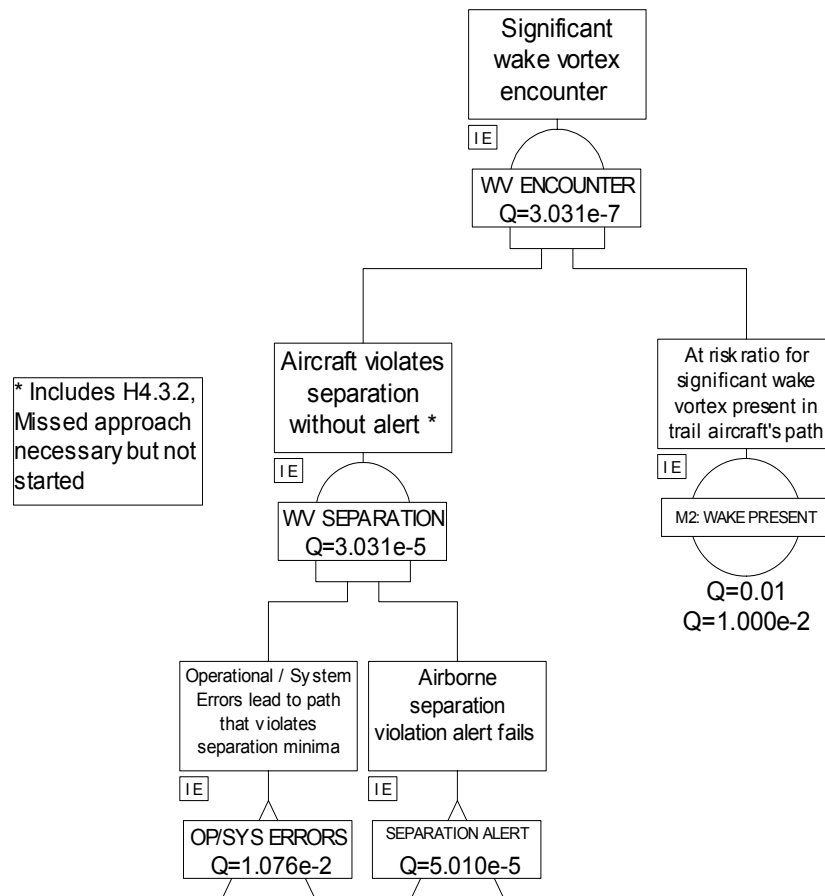 Significant
wake vortex
encounter
IE
WV ENCOUNTER
Q=3.031e-7
* Includes H4.3.2,
Missed approach
necessary but not
started
Aircraft violates
separation
without alert *
IE
WV SEPARATION
Q=3.031e-5
At risk ratio for
significant wake
vortex present in
trail aircraft's path
IE
M2: WAKE PRESENT
Q=0.01
Q=1.000e-2
Operational / System
Errors lead to path
that violates
separation minima
IE
OP/SYS ERRORS
Q=1.076e-2
Airborne
separation
violation alert fails
IE
SEPARATION ALERT
Q=5.010e-5